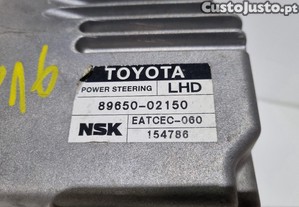 CustoJusto.pt
TOYOTA
POWER STEERING LHD
89650-02150
NSK EATCEC-060
154786